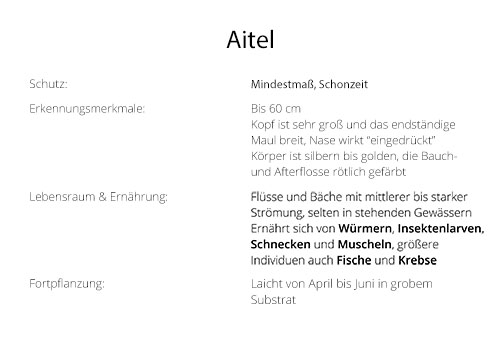 Aitel
Schutz:
Mindestmaß, Schonzeit
Erkennungsmerkmale:
Bis 60 cm
Kopf ist sehr groß und das endständige
Maul breit, Nase wirkt “eingedrückt”
Körper ist silbern bis golden, die Bauch-
und Afterflosse rötlich gefärbt
Lebensraum & Ernährung:
Flüsse und Bäche mit mittlerer bis starker
Strömung, selten in stehenden Gewässern
Ernährt sich von Würmern, Insektenlarven,
Schnecken und Muscheln, größere
Individuen auch Fische und Krebse
Fortpflanzung:
Laicht von April bis Juni in grobem
Substrat